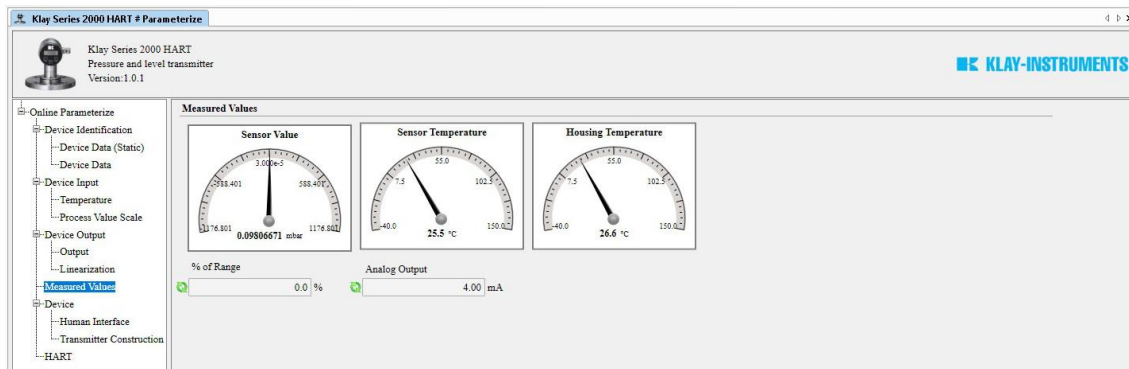 Klay Series 2000 HART # Parameterize
Klay Series 2000 HART
Pressure and level transmitter
Version:1.0.1
KLAY-INSTRUMENTS
Online Parameterize
Device Identification
Device Data (Static)
Device Data
Device Input
Temperature
Process Value Scale
Device Output
Output
Linearization
Measured Values
Device
Human Interface
Transmitter Construction
HART
Measured Values
Sensor Value
3.000e-5
-588.401 588.401
-1176.801 1176.801
0.09806671 mbar
Sensor Temperature
55.0
7.5 102.5
-40.0 150.0
25.5 °C
Housing Temperature
55.0
7.5 102.5
-40.0 150.0
26.6 °C
% of Range
0.0 %
Analog Output
4.00 mA